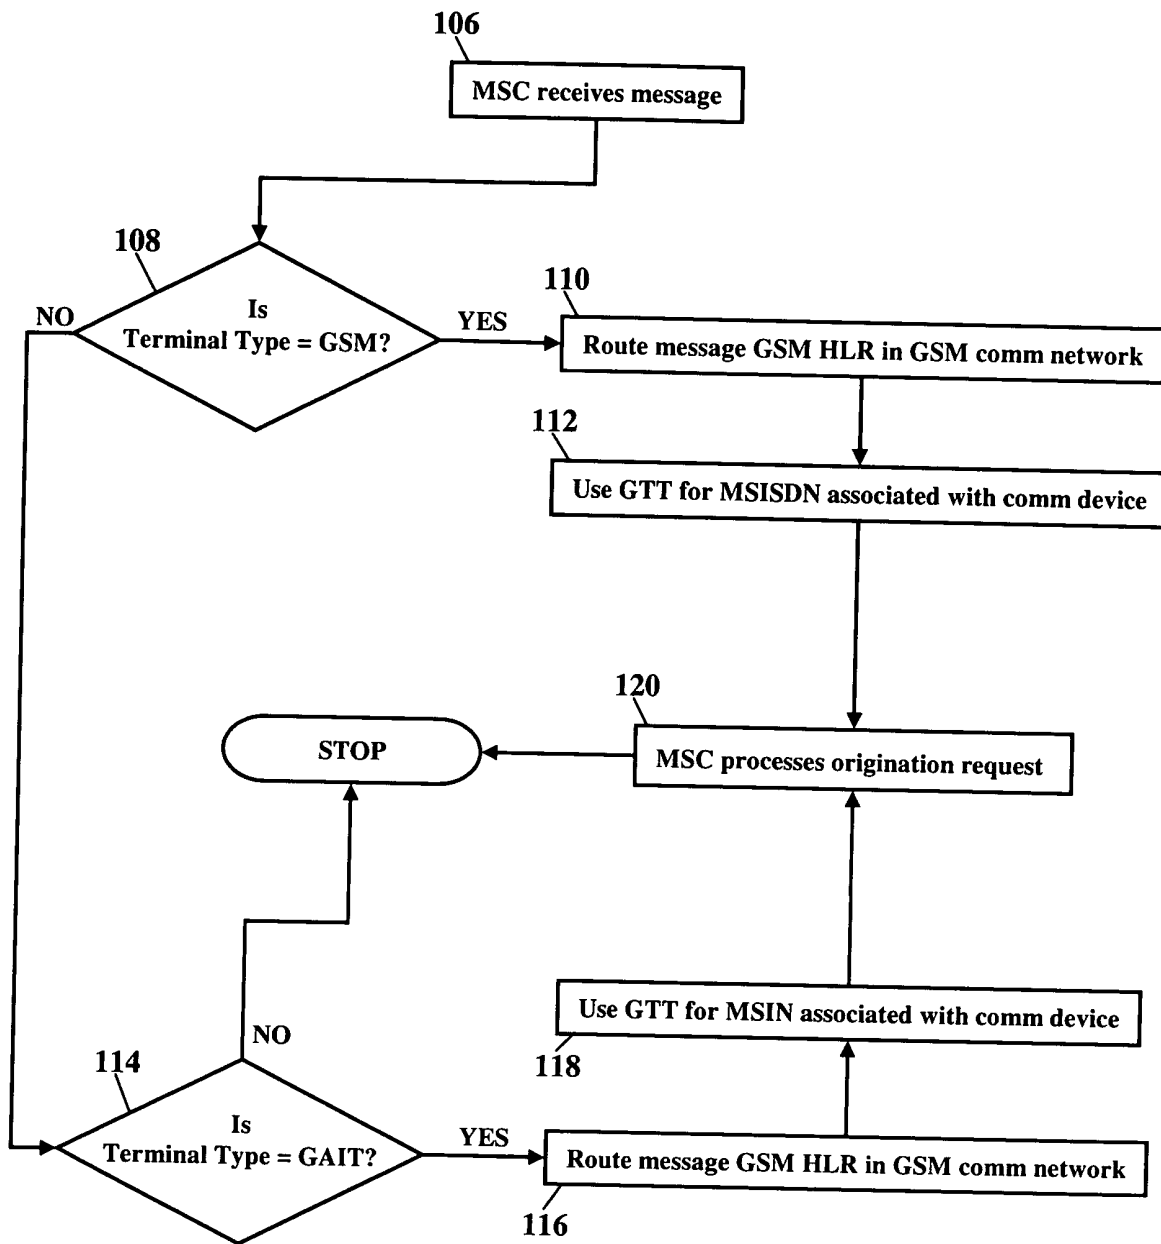 106
MSC receives message
108
Is
Terminal Type = GSM?
NO
YES
110
Route message GSM HLR in GSM comm network
112
Use GTT for MSISDN associated with comm device
120
MSC processes origination request
STOP
NO
114
Is
Terminal Type = GAIT?
YES
Use GTT for MSIN associated with comm device
118
Route message GSM HLR in GSM comm network
116